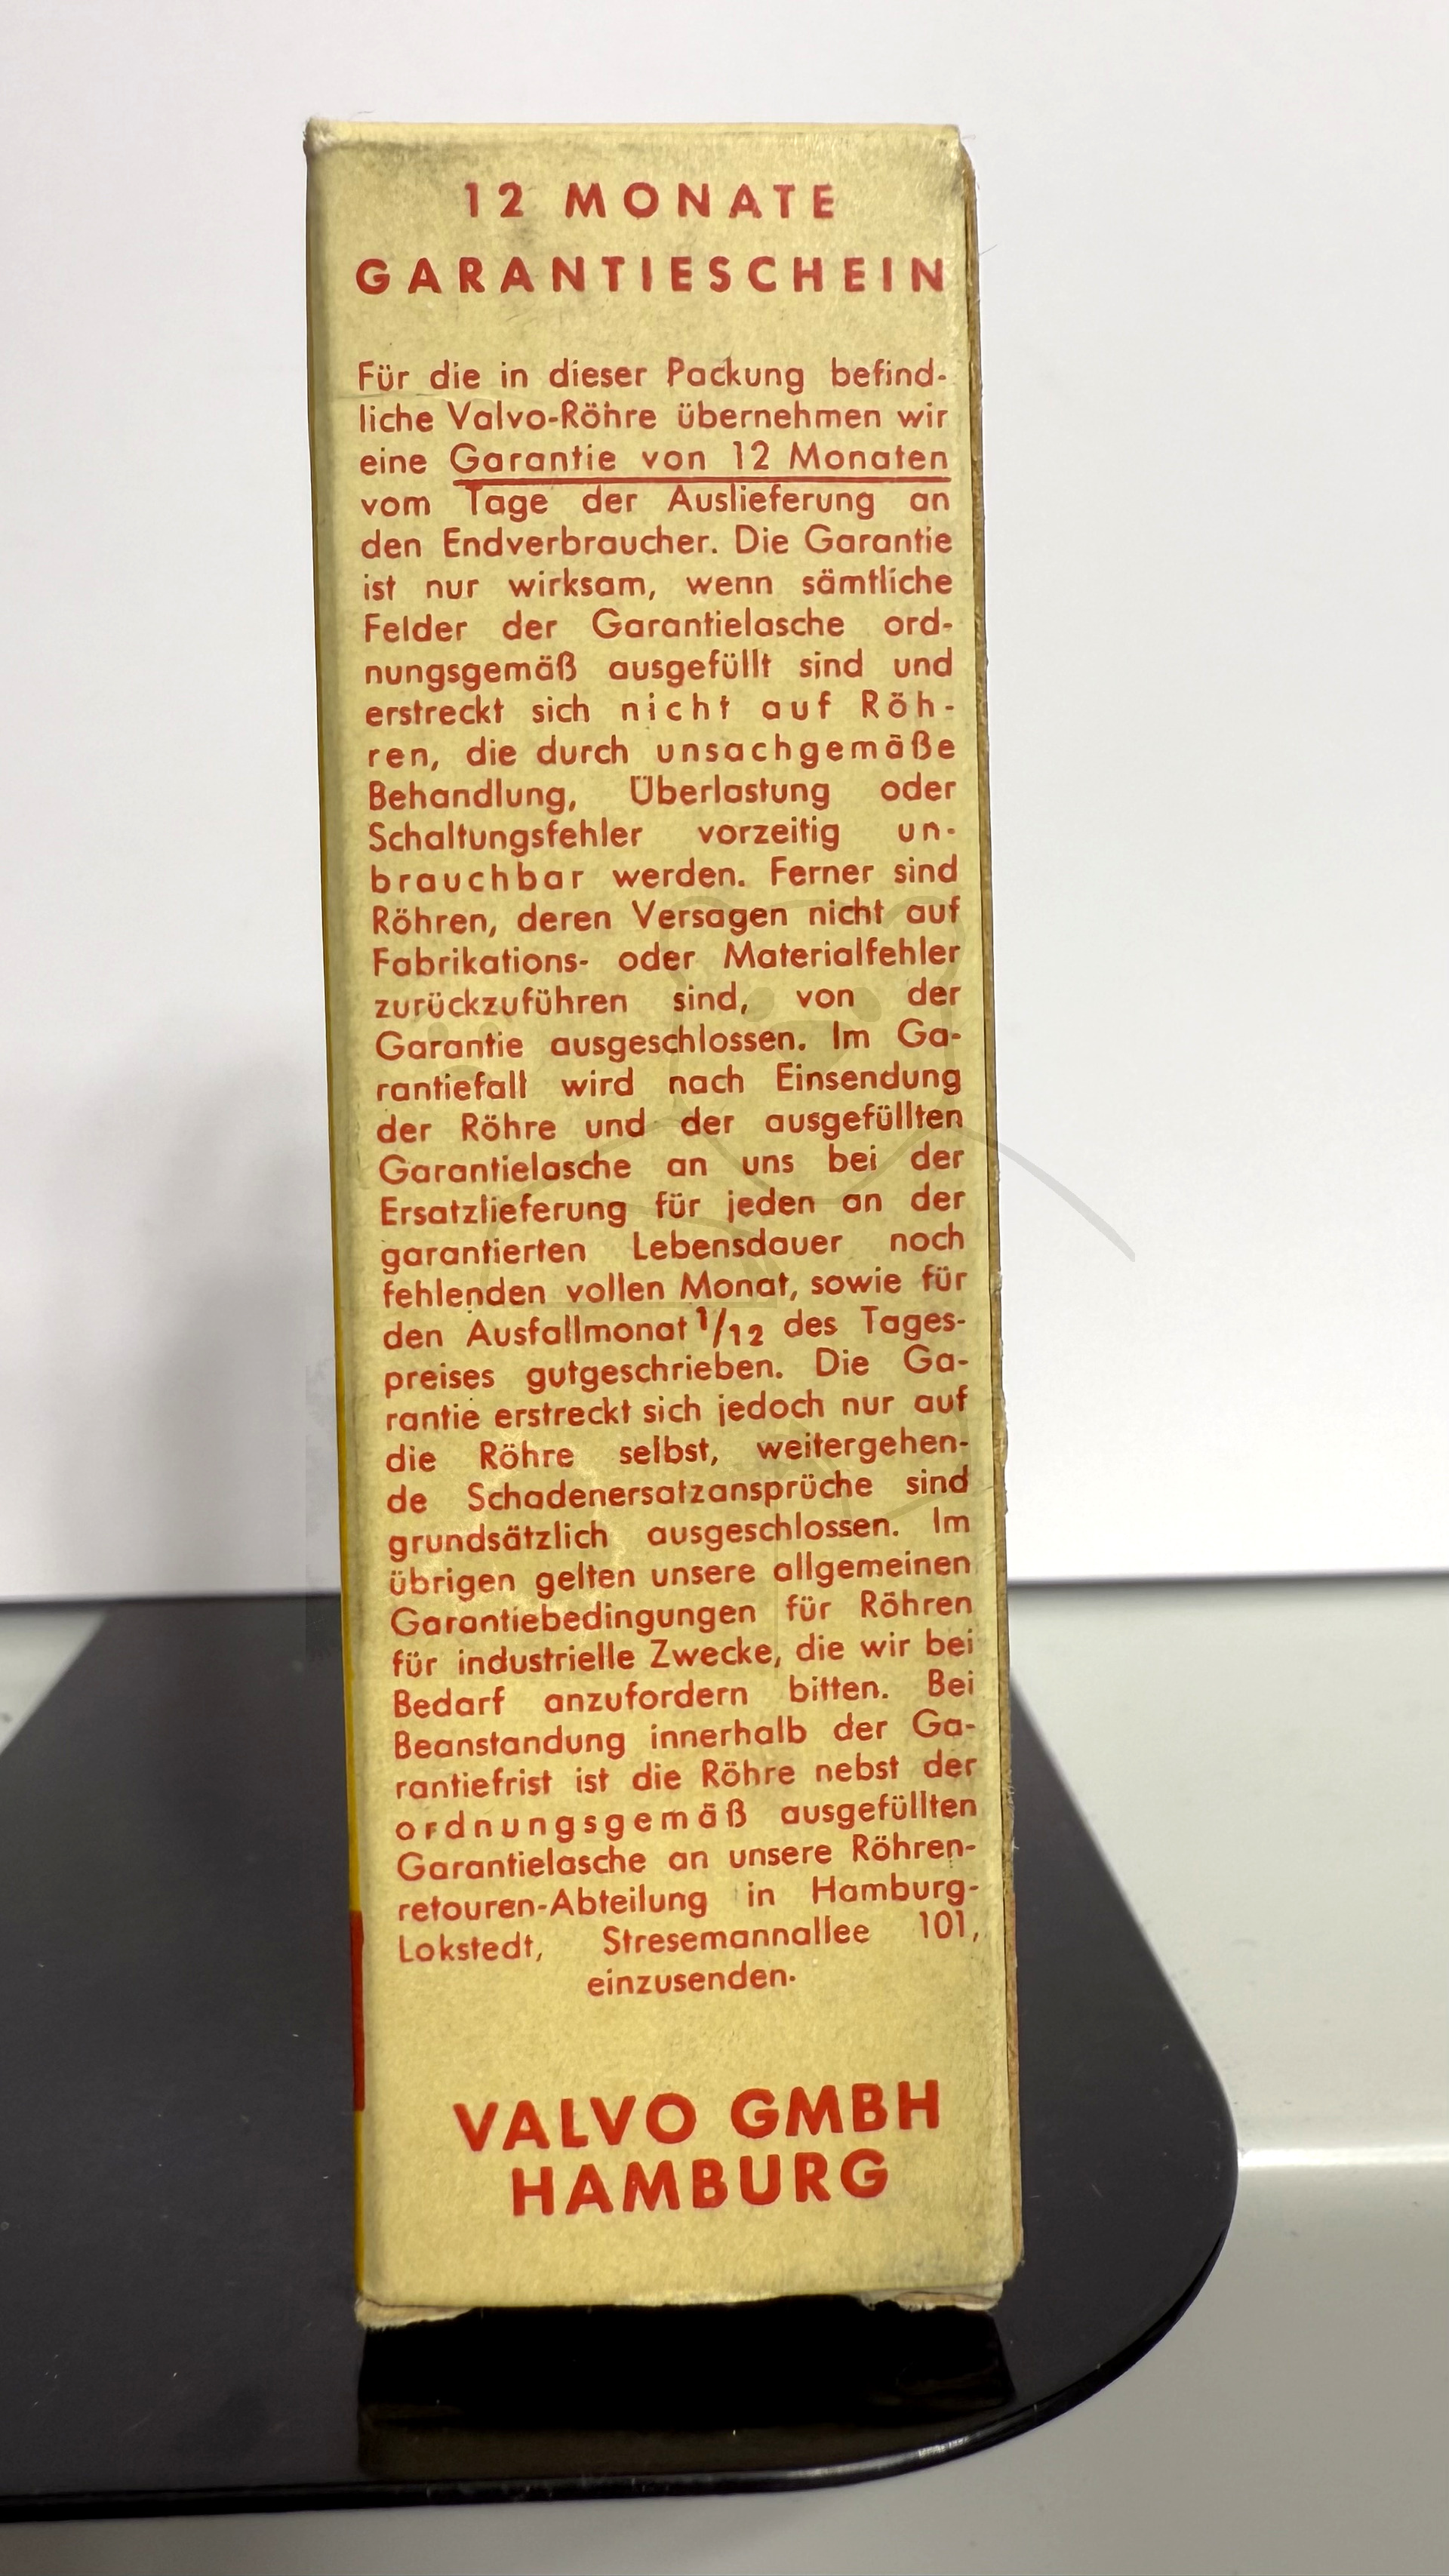 12 MONATE
GARANTIESCHEIN
Für die in dieser Packung befind-
liche Valvo-Röhre übernehmen wir
eine Garantie von 12 Monaten
vom Tage der Auslieferung an
den Endverbraucher. Die Garantie
ist nur wirksam, wenn sämtliche
Felder der Garantielasche ord-
nungsgemäß ausgefüllt sind und
erstreckt sich nicht auf Röh-
ren, die durch unsachgemäße
Behandlung, Überlastung oder
Schaltungsfehler vorzeitig un-
brauchbar werden. Ferner sind
Röhren, deren Versagen nicht auf
Fabrikations- oder Materialfehler
zurückzuführen sind, von der
Garantie ausgeschlossen. Im Ga-
rantiefall wird nach Einsendung
der Röhre und der ausgefüllten
Garantielasche an uns bei der
Ersatzlieferung für jeden an der
garantierten Lebensdauer noch
fehlenden vollen Monat, sowie für
den Ausfallmonat 1/12 des Tages-
preises gutgeschrieben. Die Ga-
rantie erstreckt sich jedoch nur auf
die Röhre selbst, weitergehen-
de Schadenersatzansprüche sind
grundsätzlich ausgeschlossen. Im
übrigen gelten unsere allgemeinen
Garantiebedingungen für Röhren
für industrielle Zwecke, die wir bei
Bedarf anzufordern bitten. Bei
Beanstandung innerhalb der Ga-
rantiefrist ist die Röhre nebst der
ordnungsgemäß ausgefüllten
Garantielasche an unsere Röhren-
retouren-Abteilung in Hamburg-
Lokstedt, Stresemannallee 101,
einzusenden.
VALVO GMBH
HAMBURG